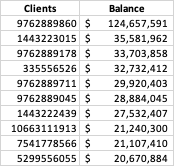 Clients Balance
9762889860 $ 124,657,591
1443223015 $ 35,581,962
9762889178 $ 33,703,858
335556526 $ 32,732,412
9762889711 $ 29,920,403
9762889045 $ 28,884,045
1443222439 $ 27,532,407
10663111913 $ 21,240,300
7541778566 $ 21,107,410
5299556055 $ 20,670,884